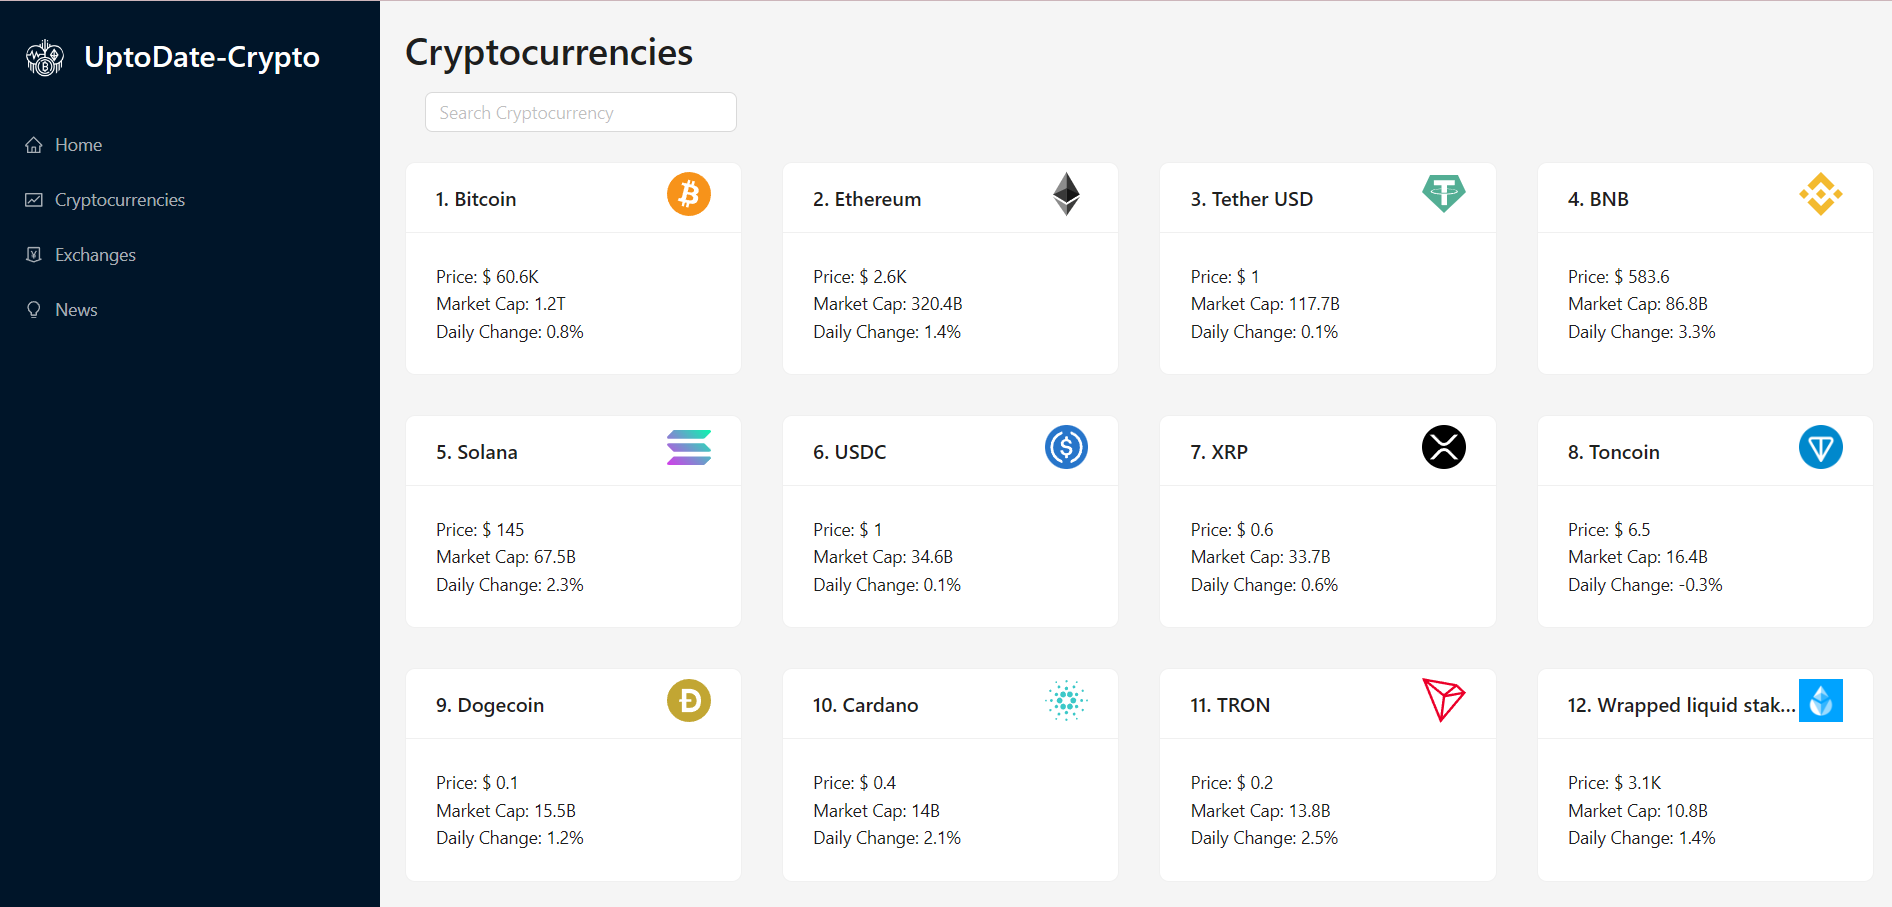 UptoDate-Crypto
Home
Cryptocurrencies
Exchanges
News
Cryptocurrencies
Search Cryptocurrency
1. Bitcoin
Price: $ 60.6K
Market Cap: 1.2T
Daily Change: 0.8%
2. Ethereum
Price: $ 2.6K
Market Cap: 320.4B
Daily Change: 1.4%
3. Tether USD
Price: $ 1
Market Cap: 117.7B
Daily Change: 0.1%
4. BNB
Price: $ 583.6
Market Cap: 86.8B
Daily Change: 3.3%
5. Solana
Price: $ 145
Market Cap: 67.5B
Daily Change: 2.3%
6. USDC
Price: $ 1
Market Cap: 34.6B
Daily Change: 0.1%
7. XRP
Price: $ 0.6
Market Cap: 33.7B
Daily Change: 0.6%
8. Toncoin
Price: $ 6.5
Market Cap: 16.4B
Daily Change: -0.3%
9. Dogecoin
Price: $ 0.1
Market Cap: 15.5B
Daily Change: 1.2%
10. Cardano
Price: $ 0.4
Market Cap: 14B
Daily Change: 2.1%
11. TRON
Price: $ 0.2
Market Cap: 13.8B
Daily Change: 2.5%
12. Wrapped liquid stak...
Price: $ 3.1K
Market Cap: 10.8B
Daily Change: 1.4%